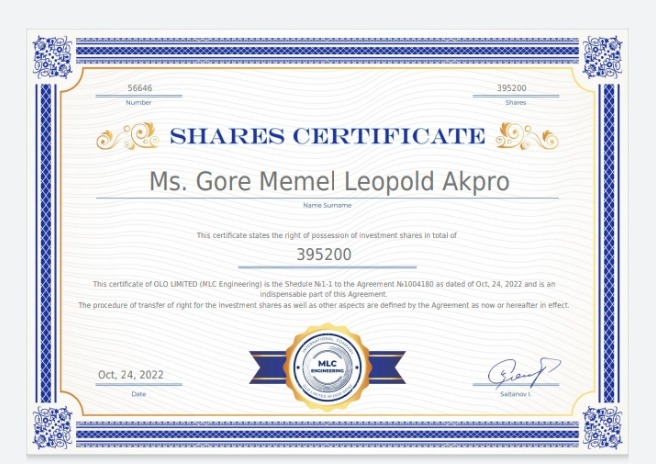 56646
Number
395200
Shares
SHARES CERTIFICATE
Ms. Gore Memel Leopold Akpro
Name Surname
This certificate states the right of possession of investment shares in total of
395200
This certificate of OLO LIMITED (MLC Engineering) is the Shedule №1-1 to the Agreement №1004180 as dated of Oct, 24, 2022 and is an
indispensable part of this Agreement.
The procedure of transfer of right for the investment shares as well as other aspects are defined by the Agreement as now or hereafter in effect.
MLC
ENGINEERING
Oct, 24, 2022
Date
Saltanov I.